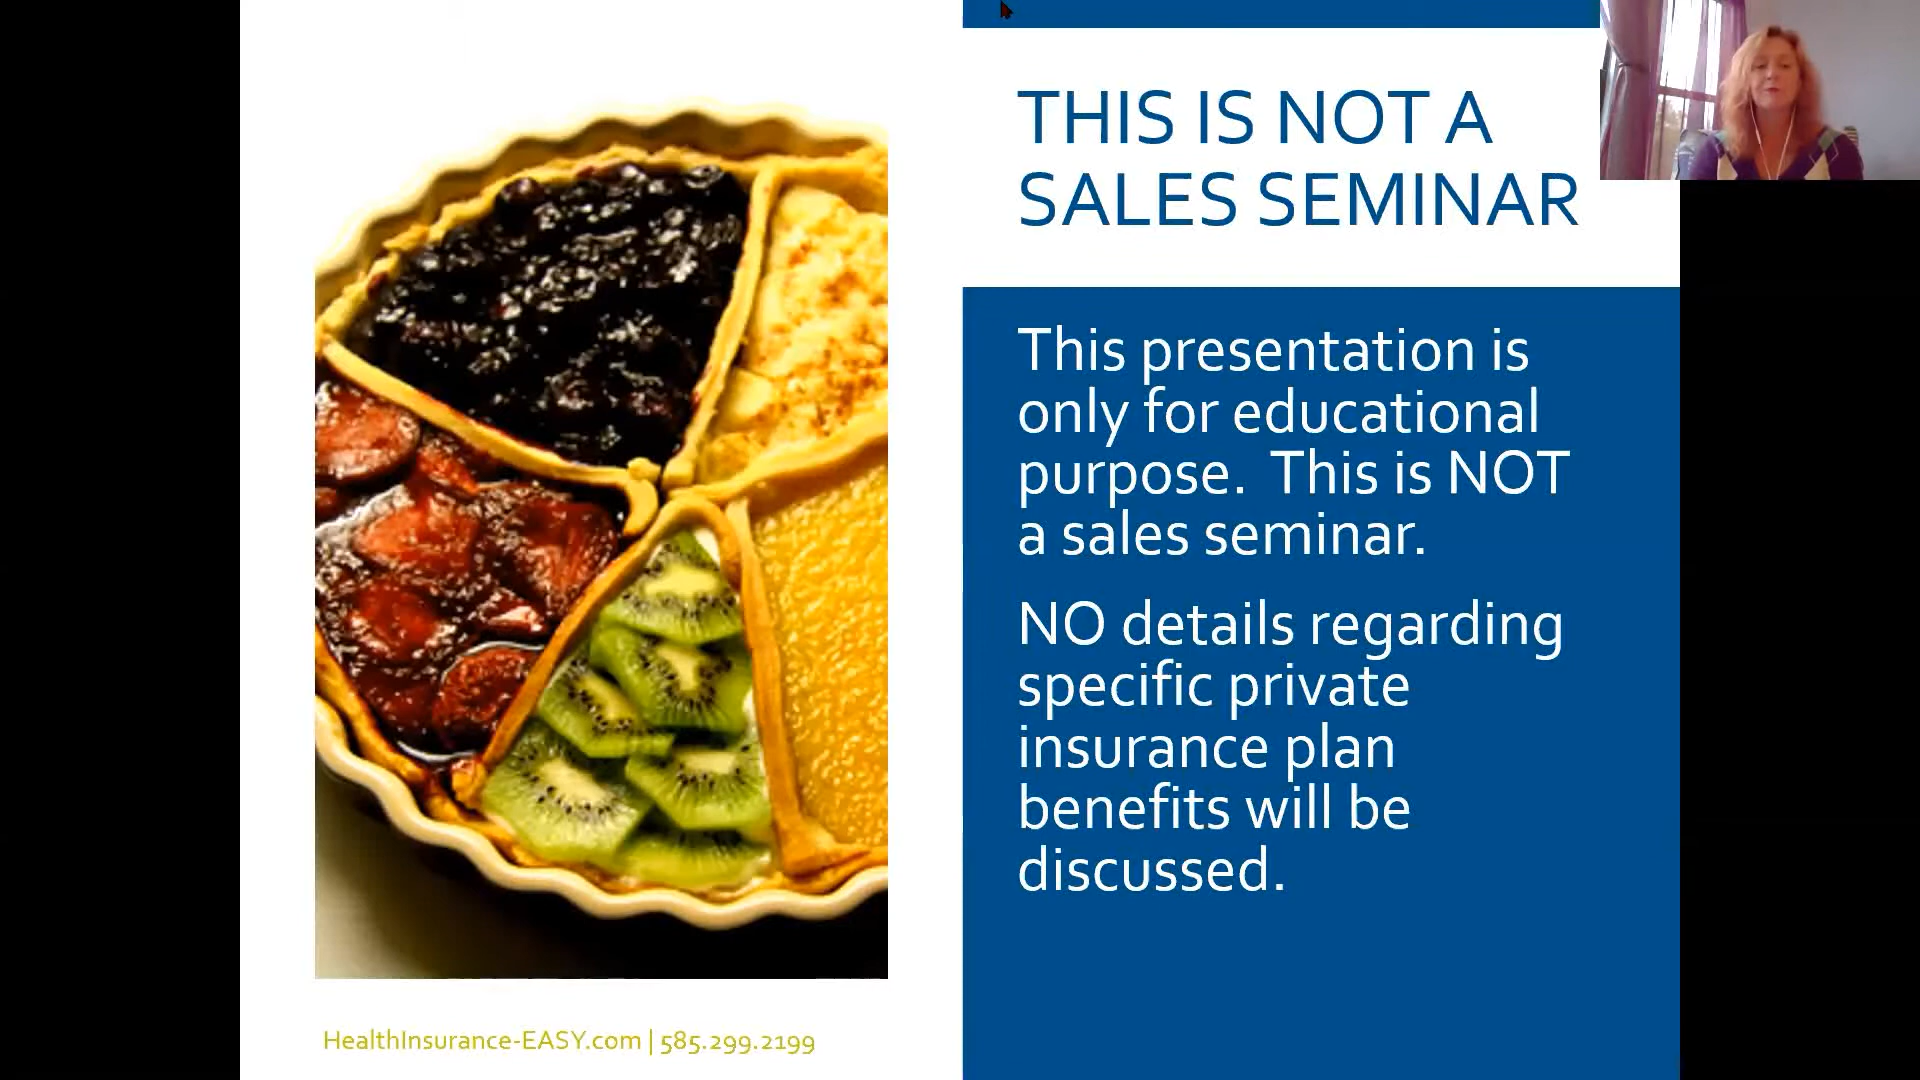 THIS IS NOT A
SALES SEMINAR
This presentation is
only for educational
purpose.  This is NOT
a sales seminar.
NO details regarding
specific private
insurance plan
benefits will be
discussed.
HealthInsurance-EASY.com | 585.299.2199